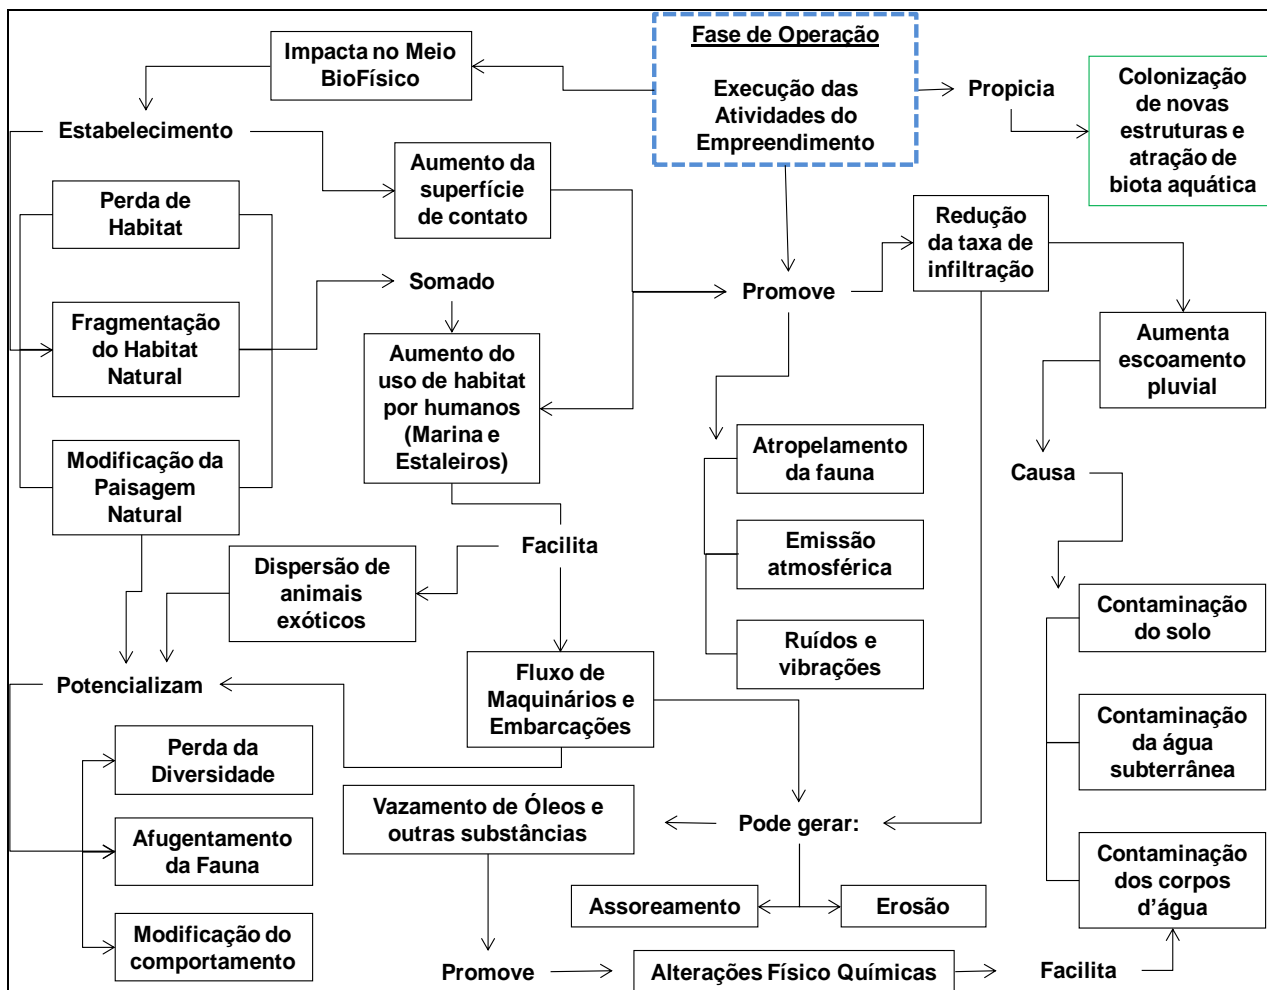 Fase de Operação
Execução das
Atividades do
Empreendimento
Impacta no Meio
BioFísico
Propicia
Colonização
de novas
estruturas e
atração de
biota aquática
Estabelecimento
Aumento da
superfície
de contato
Perda de
Habitat
Redução
da taxa de
infiltração
Somado
Promove
Fragmentação
do Habitat
Natural
Aumento do
uso de habitat
por humanos
(Marina e
Estaleiros)
Aumenta
escoamento
pluvial
Modificação da
Paisagem
Natural
Atropelamento
da fauna
Causa
Facilita
Emissão
atmosférica
Dispersão de
animais
exóticos
Contaminação
do solo
Ruídos e
vibrações
Potencializam
Fluxo de
Maquinários e
Embarcações
Contaminação
da água
subterrânea
Perda da
Diversidade
Vazamento de Óleos e
outras substâncias
Pode gerar:
Afugentamento
da Fauna
Contaminação
dos corpos
d’água
Assoreamento
Erosão
Modificação do
comportamento
Promove
Alterações Físico Químicas
Facilita